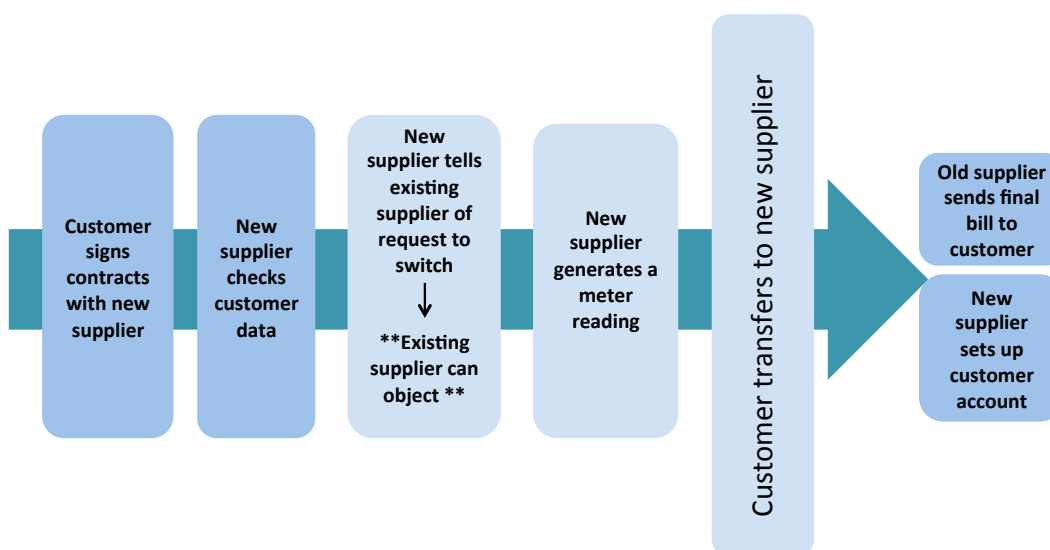 Customer
signs
contracts
with new
supplier
New
supplier
checks
customer
data
New
supplier tells
existing
supplier of
request to
switch
**Existing
supplier can
object **
New
supplier
generates a
meter
reading
Customer transfers to new supplier
Old supplier
sends final
bill to
customer
New
supplier
sets up
customer
account